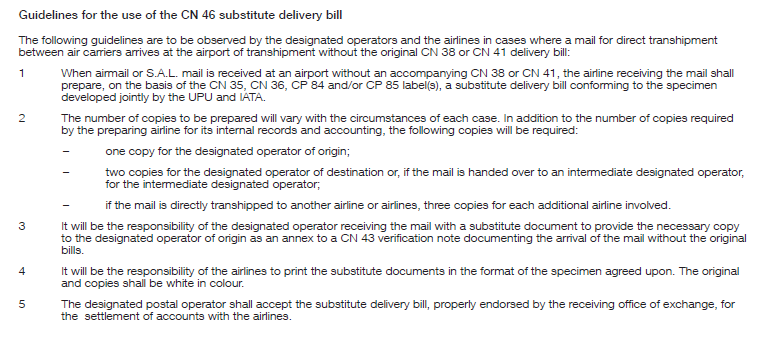 Guidelines for the use of the CN 46 substitute delivery bill
The following guidelines are to be observed by the designated operators and the airlines in cases where a mail for direct transhipment
between air carriers arrives at the airport of transhipment without the original CN 38 or CN 41 delivery bill:
1 When airmail or S.A.L. mail is received at an airport without an accompanying CN 38 or CN 41, the airline receiving the mail shall
prepare, on the basis of the CN 35, CN 36, CP 84 and/or CP 85 label(s), a substitute delivery bill conforming to the specimen
developed jointly by the UPU and IATA.
2 The number of copies to be prepared will vary with the circumstances of each case. In addition to the number of copies required
by the preparing airline for its internal records and accounting, the following copies will be required:
– one copy for the designated operator of origin;
– two copies for the designated operator of destination or, if the mail is handed over to an intermediate designated operator,
for the intermediate designated operator;
– if the mail is directly transhipped to another airline or airlines, three copies for each additional airline involved.
3 It will be the responsibility of the designated operator receiving the mail with a substitute document to provide the necessary copy
to the designated operator of origin as an annex to a CN 43 verification note documenting the arrival of the mail without the original
bills.
4 It will be the responsibility of the airlines to print the substitute documents in the format of the specimen agreed upon. The original
and copies shall be white in colour.
5 The designated postal operator shall accept the substitute delivery bill, properly endorsed by the receiving office of exchange, for
the settlement of accounts with the airlines.